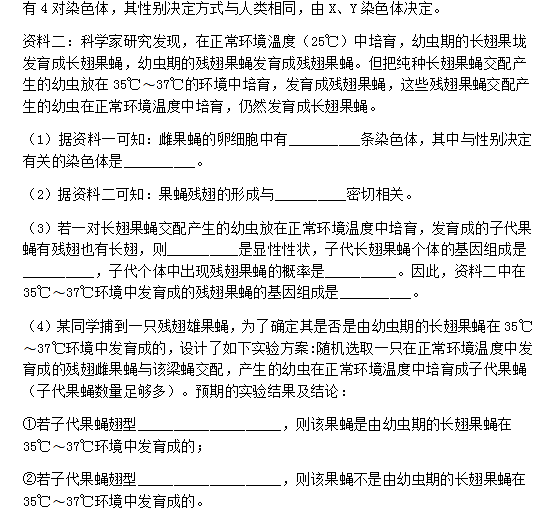 有4对染色体，其性别决定方式与人类相同，由X、Y染色体决定。
资料二：科学家研究发现，在正常环境溫度（25℃）中培育，幼虫期的长翅果垅
发育成长翅果蝇，幼虫期的残翅果蝇发育成残翅果蝇。但把纯种长翅果蝇交配产
生的幼虫放在35℃～37℃的环境中培育，发育成残翅果蝇，这些残翅果蝇交配产
生的幼虫在正常环境温度中培育，仍然发育成长翅果蝇。
（1）据资料一可知：雌果蝇的卵细胞中有__________条染色体，其中与性别决定
有关的染色体是__________。
（2）据资料二可知：果蝇残翅的形成与__________密切相关。
（3）若一对长翅果蝇交配产生的幼虫放在正常环境温度中培育，发育成的子代果
蝇有残翅也有长翅，则__________是显性性状，子代长翅果蝇个体的基因组成是
__________，子代个体中出现残翅果蝇的概率是__________。因此，资料二中在
35℃～37℃环境中发育成的残翅果蝇的基因组成是__________。
（4）某同学捕到一只残翅雄果蝇，为了确定其是否是由幼虫期的长翅果蝇在35℃
～37℃环境中发育成的，设计了如下实验方案:随机选取一只在正常环境温度中发
育成的残翅雌果蝇与该梁蝇交配，产生的幼虫在正常环境温度中培育成子代果蝇
（子代果蝇数量足够多）。预期的实验结果及结论：
①若子代果蝇翅型____________________，则该果蝇是由幼虫期的长翅果蝇在
35℃～37℃环境中发育成的；
②若子代果蝇翅型____________________，则该果蝇不是由幼虫期的长翅果蝇在
35℃～37℃环境中发育成的。